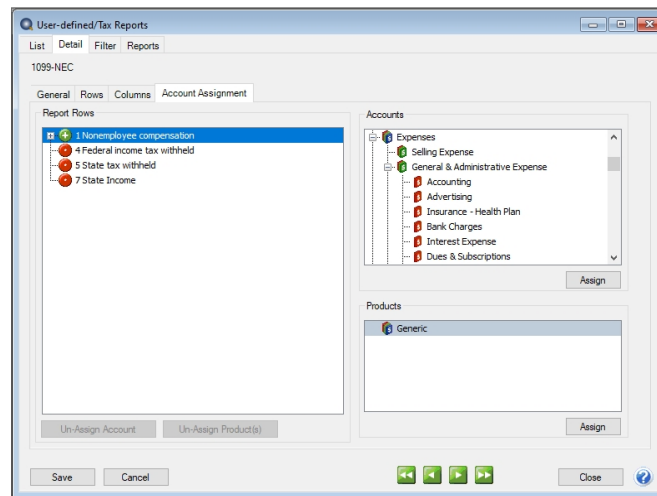 User-defined/Tax Reports
List Detail Filter Reports
1099-NEC
General Rows Columns Account Assignment
Report Rows
1 Nonemployee compensation
4 Federal income tax withheld
5 State tax withheld
7 State Income
Un-Assign Account Un-Assign Product(s)
Accounts
Expenses
Selling Expense
General & Administrative Expense
Accounting
Advertising
Insurance - Health Plan
Bank Charges
Interest Expense
Dues & Subscriptions
Assign
Products
Generic
Assign
Save Cancel Close